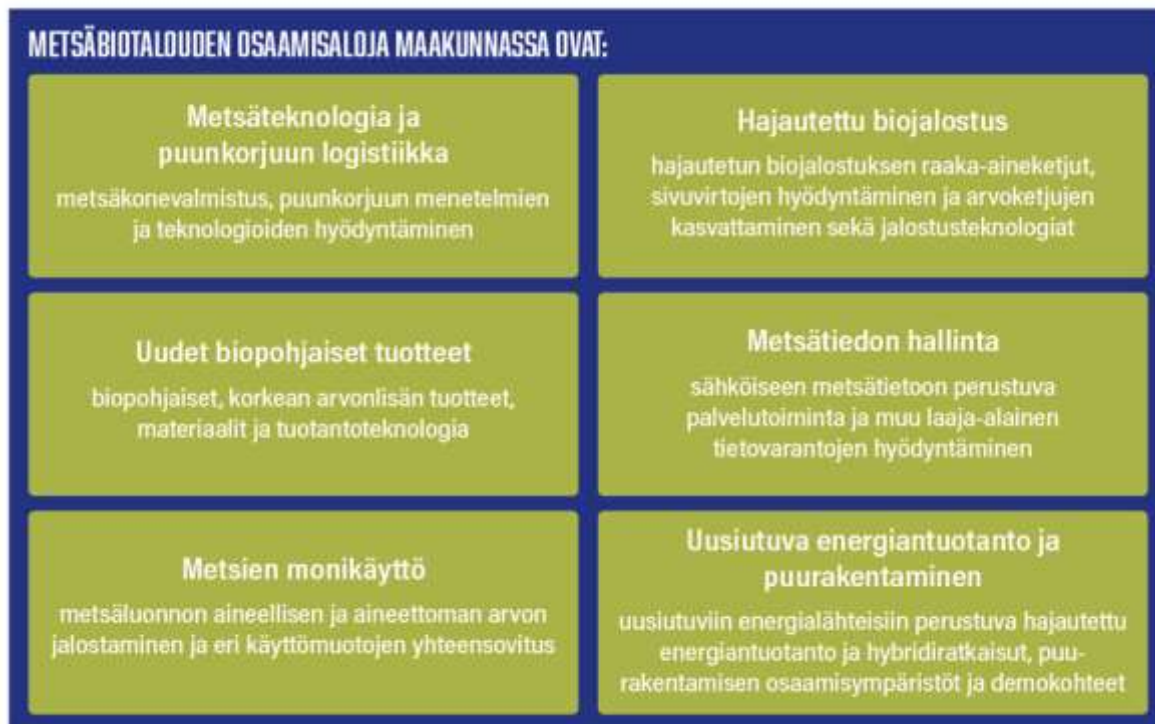 METSÄBIOTALOUDEN OSAAMISALOJA MAAKUNNASSA OVAT:
Metsäteknologia ja
puunkorjuun logistiikka
metsäkonevalmistus, puunkorjuun menetelmien
ja teknologioiden hyödyntäminen
Hajautettu biojalostus
hajautetun biojalostuksen raaka-aineketjut,
sivuvirtojen hyödyntäminen ja arvoketjujen
kasvattaminen sekä jalostusteknologiat
Uudet biopohjaiset tuotteet
biopohjaiset, korkean arvonlisän tuotteet,
materiaalit ja tuotantoteknologia
Metsätiedon hallinta
sähköiseen metsätietoon perustuva
palvelutoiminta ja muu laaja-alainen
tietovarantojen hyödyntäminen
Metsien monikäyttö
metsäluonnon aineellisen ja aineettoman arvon
jalostaminen ja eri käyttömuotojen yhteensovitus
Uusiutuva energiantuotanto ja
puurakentaminen
uusiutuviin energialähteisiin perustuva hajautettu
energiantuotanto ja hybridiratkaisut, puu-
rakentamisen osaamisympäristöt ja demokohteet